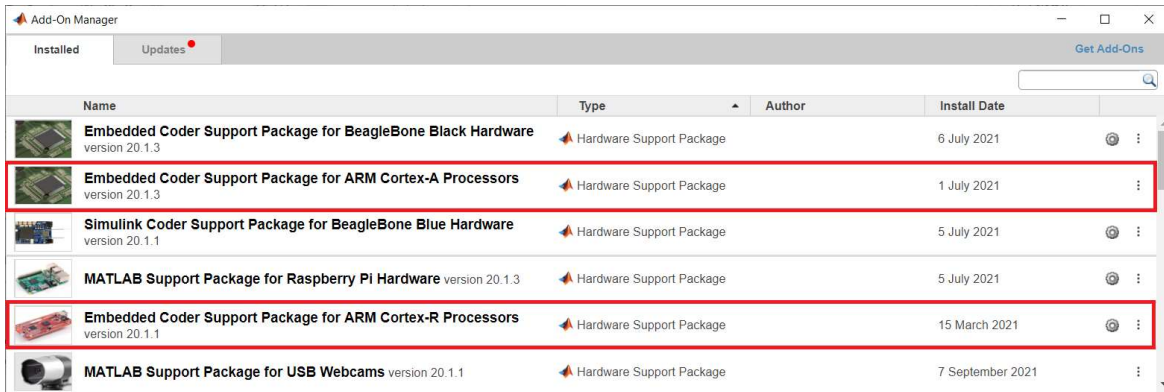 Add-On Manager
Installed Updates Get Add-Ons
Name Type Author Install Date
Embedded Coder Support Package for BeagleBone Black Hardware
version 20.1.3 Hardware Support Package 6 July 2021
Embedded Coder Support Package for ARM Cortex-A Processors
version 20.1.3 Hardware Support Package 1 July 2021
Simulink Coder Support Package for BeagleBone Blue Hardware
version 20.1.1 Hardware Support Package 5 July 2021
MATLAB Support Package for Raspberry Pi Hardware version 20.1.3 Hardware Support Package 5 July 2021
Embedded Coder Support Package for ARM Cortex-R Processors
version 20.1.1 Hardware Support Package 15 March 2021
MATLAB Support Package for USB Webcams version 20.1.1 Hardware Support Package 7 September 2021